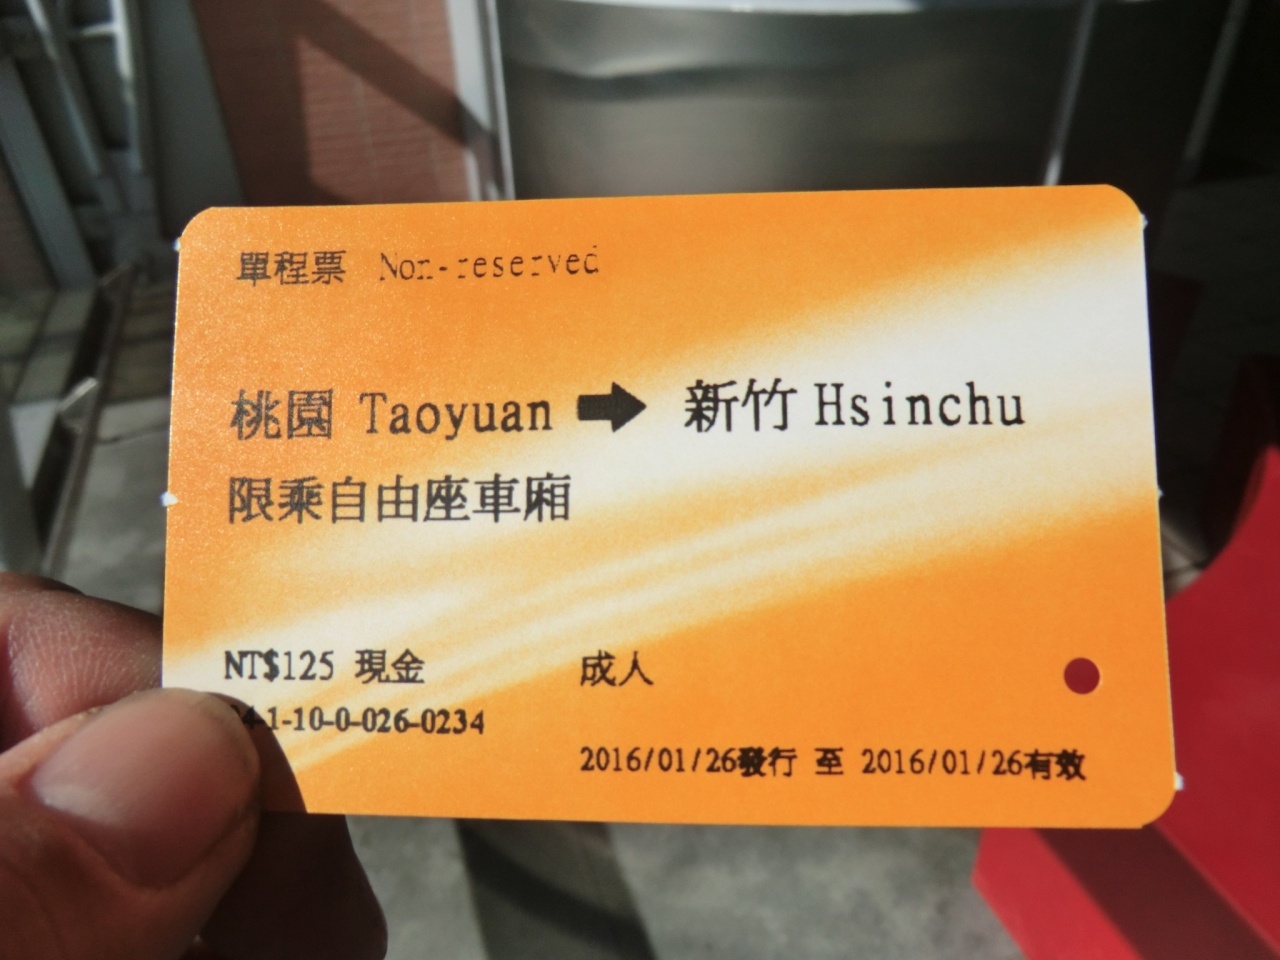 單程票 Non-reserved
桃園 Taoyuan ➡ 新竹 Hsinchu
限乘自由座車廂
NT$125 現金 成人
4-1-10-0-026-0234
2016/01/26發行 至 2016/01/26有效